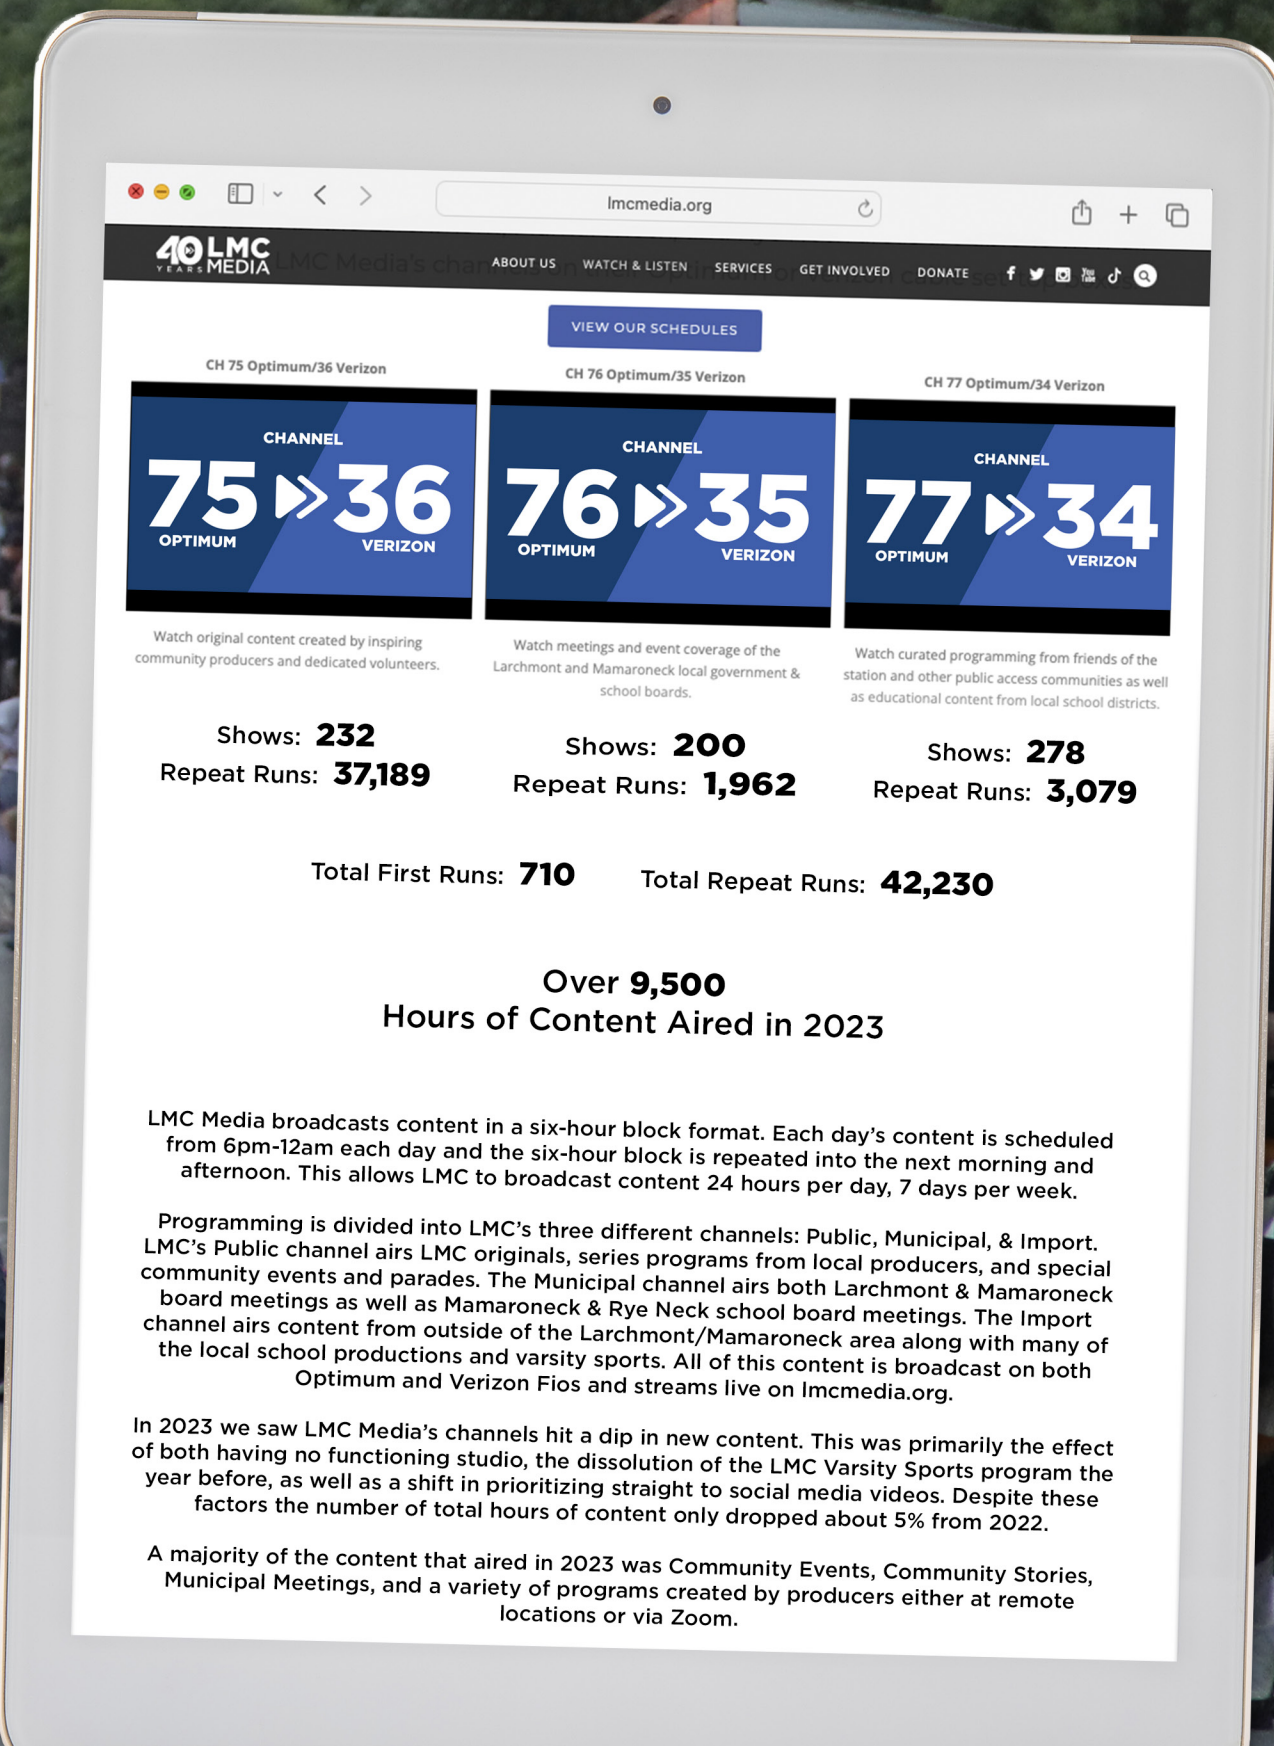 lmcmedia.org
40 YEARS LMC MEDIA
ABOUT US WATCH & LISTEN SERVICES GET INVOLVED DONATE
LMC Media's channels on their Optimum or Verizon cable set top boxes
VIEW OUR SCHEDULES
CH 75 Optimum/36 Verizon
CHANNEL
75 36
OPTIMUM VERIZON
Watch original content created by inspiring
community producers and dedicated volunteers.
Shows: 232
Repeat Runs: 37,189
CH 76 Optimum/35 Verizon
CHANNEL
76 35
OPTIMUM VERIZON
Watch meetings and event coverage of the
Larchmont and Mamaroneck local government &
school boards.
Shows: 200
Repeat Runs: 1,962
CH 77 Optimum/34 Verizon
CHANNEL
77 34
OPTIMUM VERIZON
Watch curated programming from friends of the
station and other public access communities as well
as educational content from local school districts.
Shows: 278
Repeat Runs: 3,079
Total First Runs: 710 Total Repeat Runs: 42,230
Over 9,500
Hours of Content Aired in 2023
LMC Media broadcasts content in a six-hour block format. Each day's content is scheduled
from 6pm-12am each day and the six-hour block is repeated into the next morning and
afternoon. This allows LMC to broadcast content 24 hours per day, 7 days per week.
Programming is divided into LMC's three different channels: Public, Municipal, & Import.
LMC's Public channel airs LMC originals, series programs from local producers, and special
community events and parades. The Municipal channel airs both Larchmont & Mamaroneck
board meetings as well as Mamaroneck & Rye Neck school board meetings. The Import
channel airs content from outside of the Larchmont/Mamaroneck area along with many of
the local school productions and varsity sports. All of this content is broadcast on both
Optimum and Verizon Fios and streams live on lmcmedia.org.
In 2023 we saw LMC Media's channels hit a dip in new content. This was primarily the effect
of both having no functioning studio, the dissolution of the LMC Varsity Sports program the
year before, as well as a shift in prioritizing straight to social media videos. Despite these
factors the number of total hours of content only dropped about 5% from 2022.
A majority of the content that aired in 2023 was Community Events, Community Stories,
Municipal Meetings, and a variety of programs created by producers either at remote
locations or via Zoom.